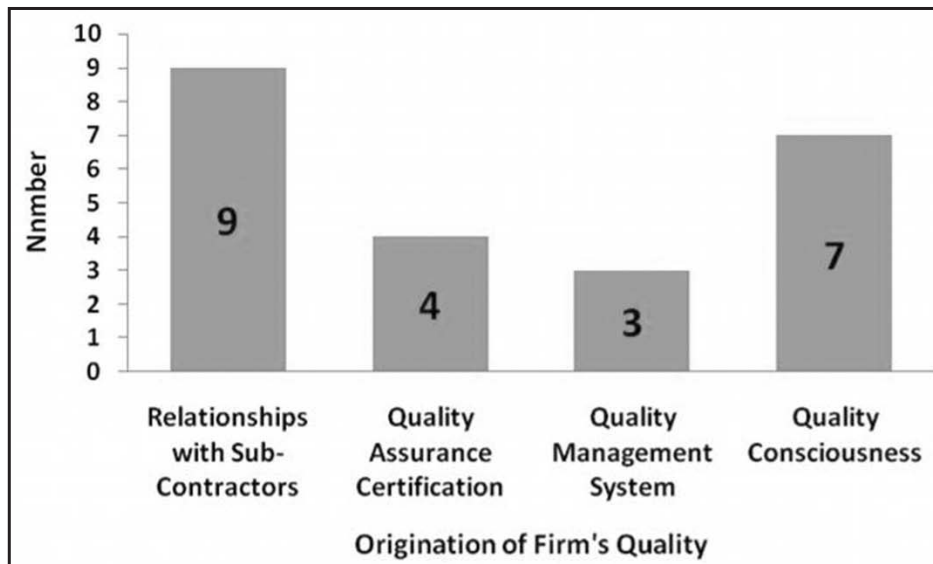 10
9
8
7
6
5
4
3
2
1
0
Nnmber
9
4
3
7
Relationships
with Sub-
Contractors
Quality
Assurance
Certification
Quality
Management
System
Quality
Consciousness
Origination of Firm's Quality